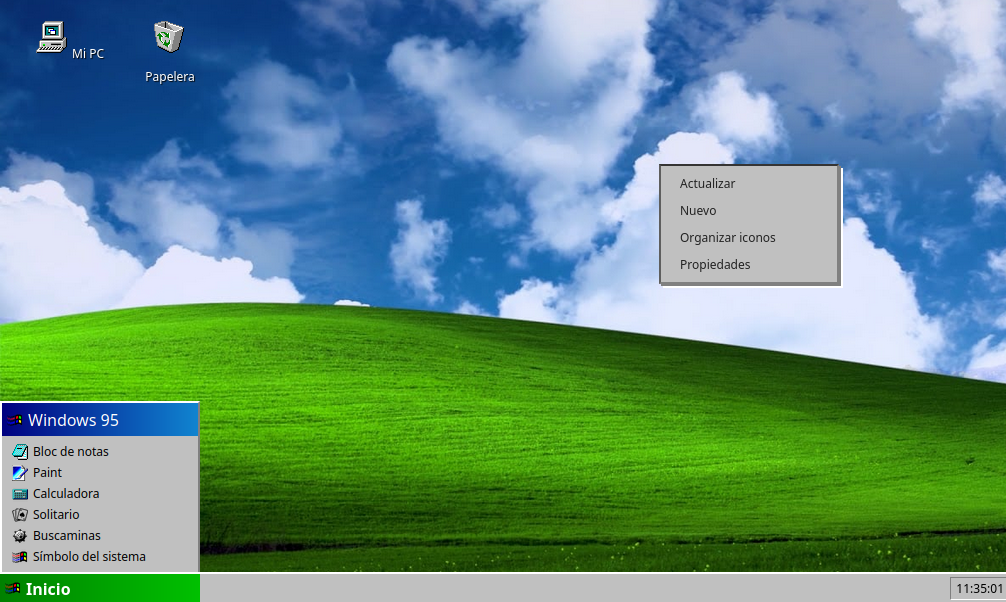 Mi PC
Papelera
Actualizar
Nuevo
Organizar iconos
Propiedades
Windows 95
Bloc de notas
Paint
Calculadora
Solitario
Buscaminas
Símbolo del sistema
Inicio
11:35:01